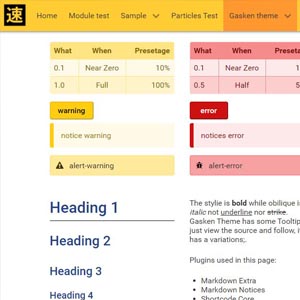 速 Home Module test Sample Particles Test Gasken theme
What When Presetage
0.1 Near Zero 10%
1.0 Full 100%
warning
notice warning
alert-warning
What When Presetage
0.1 Near Zero
0.5 Half
error
notices error
alert-error
Heading 1
Heading 2
Heading 3
Heading 4
The stylie is bold while oblique i
italic not underline nor strike.
Gasken Theme has some Tooltip
just view the source and follow, i
has a variations;.
Plugins used in this page:
Markdown Extra
Markdown Notices
Shortcode Core